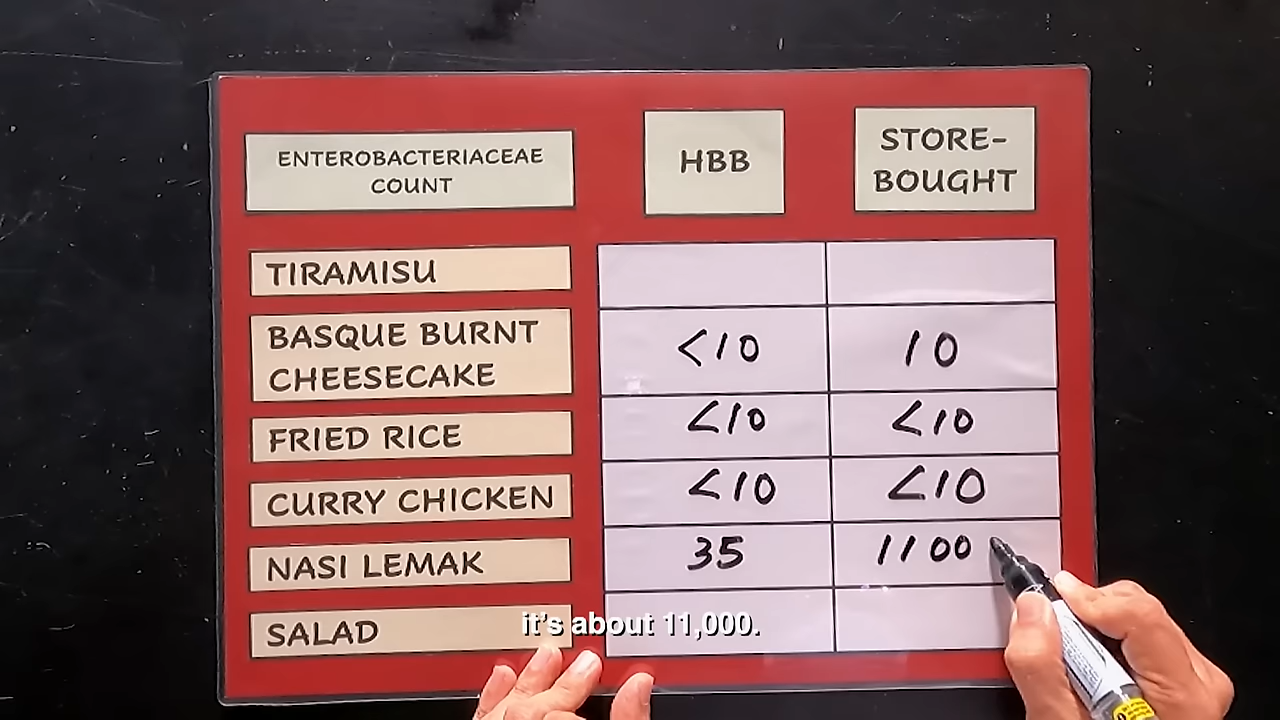 ENTEROBACTERIACEAE
COUNT
HBB
STORE-
BOUGHT
TIRAMISU
BASQUE BURNT
CHEESECAKE
<10
10
FRIED RICE
<10
<10
CURRY CHICKEN
<10
<10
NASI LEMAK
35
1100
SALAD
it's about 11,000.